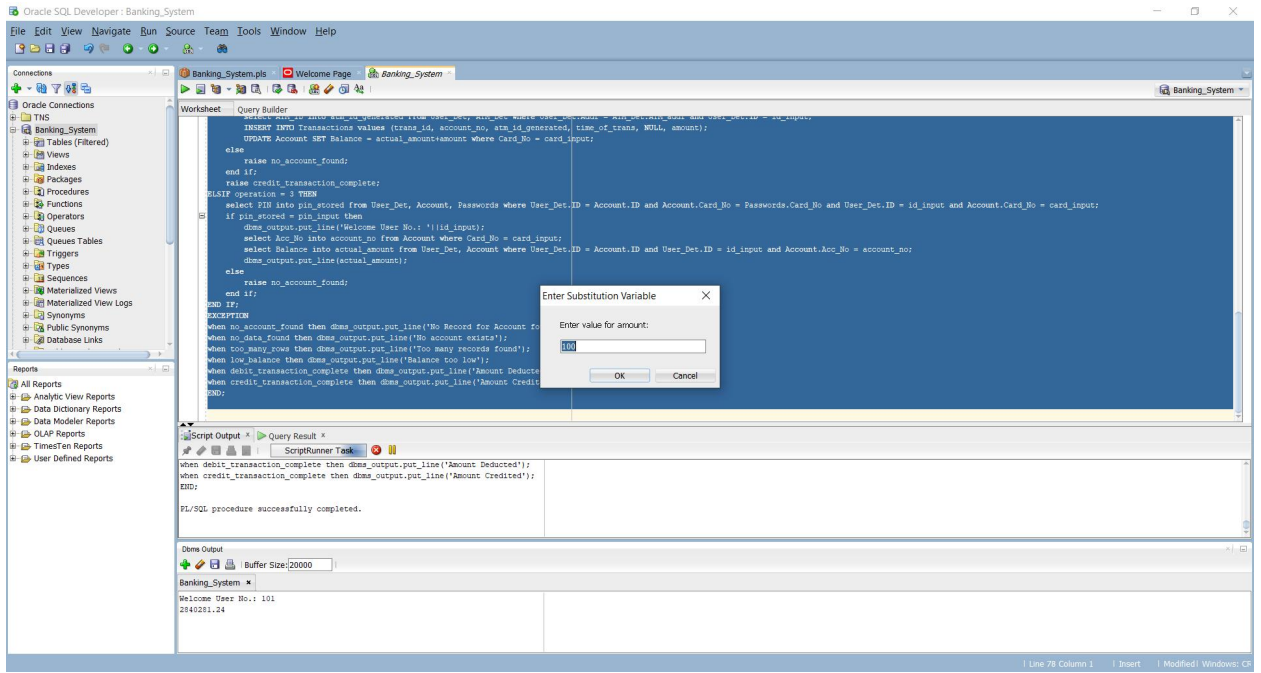 Oracle SQL Developer : Banking_System
File Edit View Navigate Run Source Team Tools Window Help
Connections
Oracle Connections
TNS
Banking_System
Tables (Filtered)
Views
Indexes
Packages
Procedures
Functions
Operators
Queues
Queues Tables
Triggers
Types
Sequences
Materialized Views
Materialized View Logs
Synonyms
Public Synonyms
Database Links
Reports
All Reports
Analytic View Reports
Data Dictionary Reports
Data Modeler Reports
OLAP Reports
TimesTen Reports
User Defined Reports
Banking_System.pls Welcome Page Banking_System
Banking_System
Worksheet Query Builder
INSERT INTO Transactions values (trans_id, account_no, atm_id_generated, time_of_trans, NULL, amount);
UPDATE Account SET Balance = actual_amount+amount where Card_No = card_input;
else
raise no_account_found;
end if;
raise credit_transaction_complete;
ELSIF operation = 3 THEN
select PIN into pin_stored from User_Det, Account, Passwords where User_Det.ID = Account.ID and Account.Card_No = Passwords.Card_No and User_Det.ID = id_input and Account.Card_No = card_input;
if pin_stored = pin_input then
dbms_output.put_line('Welcome User No.: '||id_input);
select Acc_No into account_no from Account where Card_No = card_input;
select Balance into actual_amount from User_Det, Account where User_Det.ID = Account.ID and User_Det.ID = id_input and Account.Acc_No = account_no;
dbms_output.put_line(actual_amount);
else
raise no_account_found;
end if;
END IF;
EXCEPTION
when no_account_found then dbms_output.put_line('No Record for Account fo
when no_data_found then dbms_output.put_line('No account exists');
when too_many_rows then dbms_output.put_line('Too many records found');
when low_balance then dbms_output.put_line('Balance too low');
when debit_transaction_complete then dbms_output.put_line('Amount Deducte
when credit_transaction_complete then dbms_output.put_line('Amount Credit
END;
Enter Substitution Variable
Enter value for amount:
100
OK Cancel
Script Output Query Result
ScriptRunner Task
when debit_transaction_complete then dbms_output.put_line('Amount Deducted');
when credit_transaction_complete then dbms_output.put_line('Amount Credited');
END;
PL/SQL procedure successfully completed.
Dbms Output
Buffer Size: 20000
Banking_System
Welcome User No.: 101
2840281.24
Line 78 Column 1 Insert Modified Windows: CR